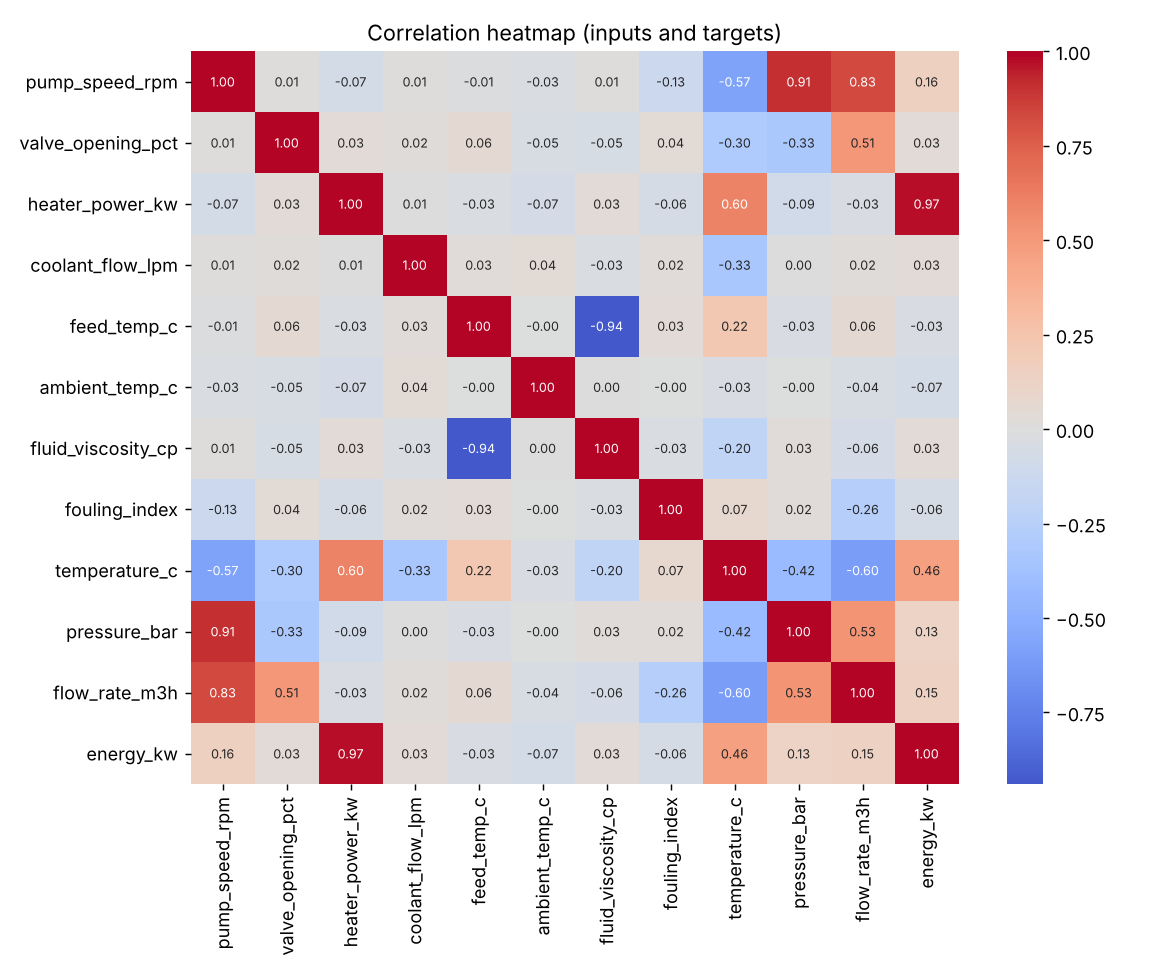 Correlation heatmap (inputs and targets)
pump_speed_rpm 1.00 0.01 -0.07 0.01 -0.01 -0.03 0.01 -0.13 -0.57 0.91 0.83 0.16
valve_opening_pct 0.01 1.00 0.03 0.02 0.06 -0.05 -0.05 0.04 -0.30 -0.33 0.51 0.03
heater_power_kw -0.07 0.03 1.00 0.01 -0.03 -0.07 0.03 -0.06 0.60 -0.09 -0.03 0.97
coolant_flow_lpm 0.01 0.02 0.01 1.00 0.03 0.04 -0.03 0.02 -0.33 0.00 0.02 0.03
feed_temp_c -0.01 0.06 -0.03 0.03 1.00 -0.00 -0.94 0.03 0.22 -0.03 0.06 -0.03
ambient_temp_c -0.03 -0.05 -0.07 0.04 -0.00 1.00 0.00 -0.00 -0.03 -0.00 -0.04 -0.07
fluid_viscosity_cp 0.01 -0.05 0.03 -0.03 -0.94 0.00 1.00 -0.03 -0.20 0.03 -0.06 0.03
fouling_index -0.13 0.04 -0.06 0.02 0.03 -0.00 -0.03 1.00 0.07 0.02 -0.26 -0.06
temperature_c -0.57 -0.30 0.60 -0.33 0.22 -0.03 -0.20 0.07 1.00 -0.42 -0.60 0.46
pressure_bar 0.91 -0.33 -0.09 0.00 -0.03 -0.00 0.03 0.02 -0.42 1.00 0.53 0.13
flow_rate_m3h 0.83 0.51 -0.03 0.02 0.06 -0.04 -0.06 -0.26 -0.60 0.53 1.00 0.15
energy_kw 0.16 0.03 0.97 0.03 -0.03 -0.07 0.03 -0.06 0.46 0.13 0.15 1.00
pump_speed_rpm
valve_opening_pct
heater_power_kw
coolant_flow_lpm
feed_temp_c
ambient_temp_c
fluid_viscosity_cp
fouling_index
temperature_c
pressure_bar
flow_rate_m3h
energy_kw
1.00
0.75
0.50
0.25
0.00
−0.25
−0.50
−0.75